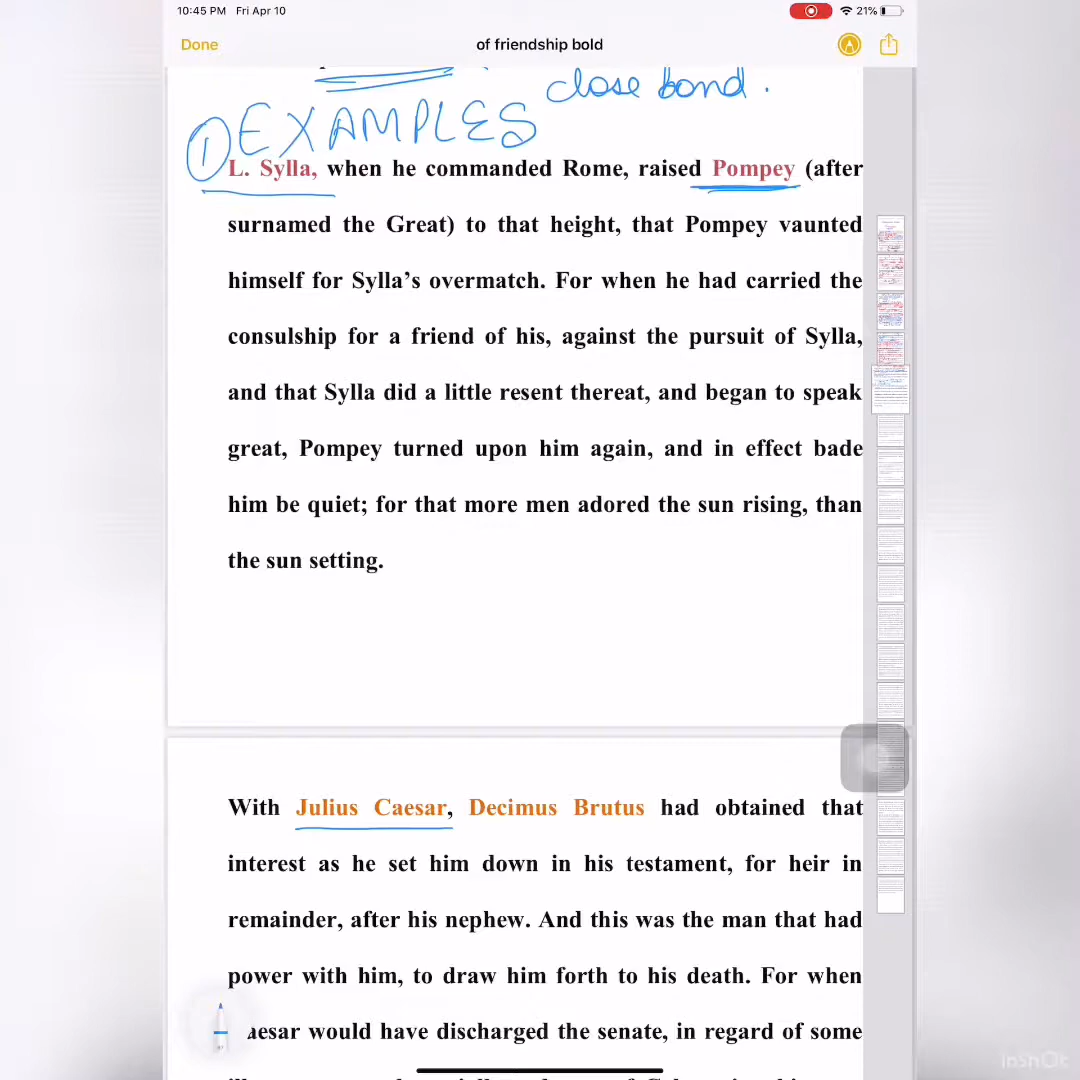 10:45 PM Fri Apr 10
21%
Done
of friendship bold
close bond.
① EXAMPLES
L. Sylla, when he commanded Rome, raised Pompey (after
surnamed the Great) to that height, that Pompey vaunted
himself for Sylla’s overmatch. For when he had carried the
consulship for a friend of his, against the pursuit of Sylla,
and that Sylla did a little resent thereat, and began to speak
great, Pompey turned upon him again, and in effect bade
him be quiet; for that more men adored the sun rising, than
the sun setting.
With Julius Caesar, Decimus Brutus had obtained that
interest as he set him down in his testament, for heir in
remainder, after his nephew. And this was the man that had
power with him, to draw him forth to his death. For when
aesar would have discharged the senate, in regard of some
InShOt